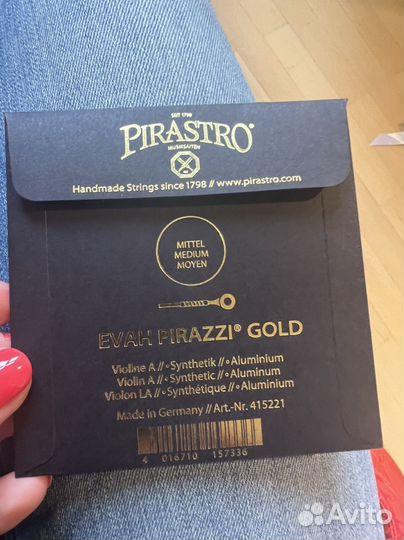 SEIT 1798
PIRASTRO®
MUSIKSAITEN
Handmade Strings since 1798 // www.pirastro.com
MITTEL
MEDIUM
MOYEN
EVAH PIRAZZI® GOLD
Violine A // Synthetik // Aluminium
Violin A // Synthetic // Aluminum
Violon LA // Synthétique // Aluminium
Made in Germany // Art.-Nr. 415221
4 016710 157336
Avito